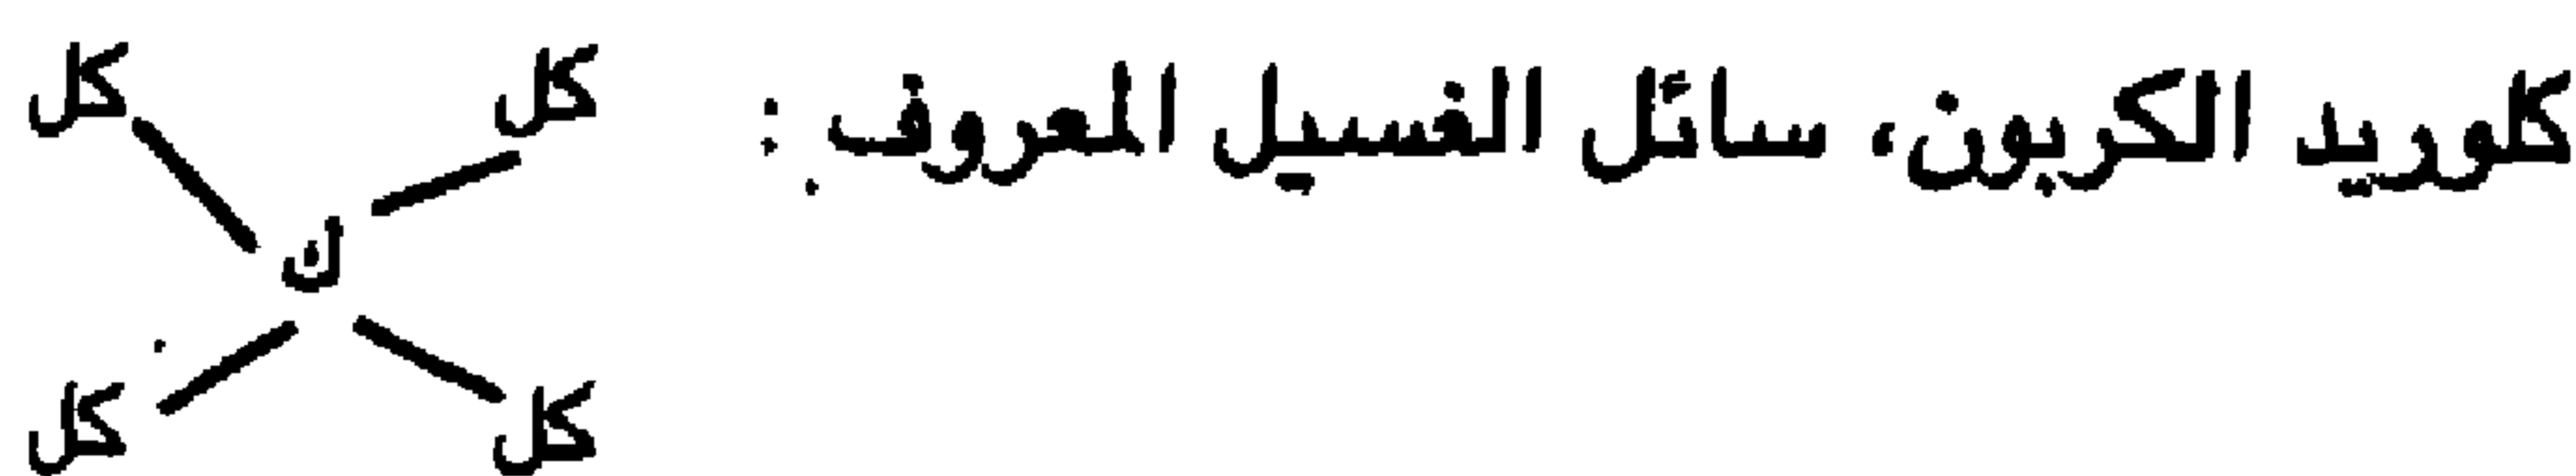 كلوريد الكربون، سائل الغسيل المعروف :
كل كل
ك
كل كل